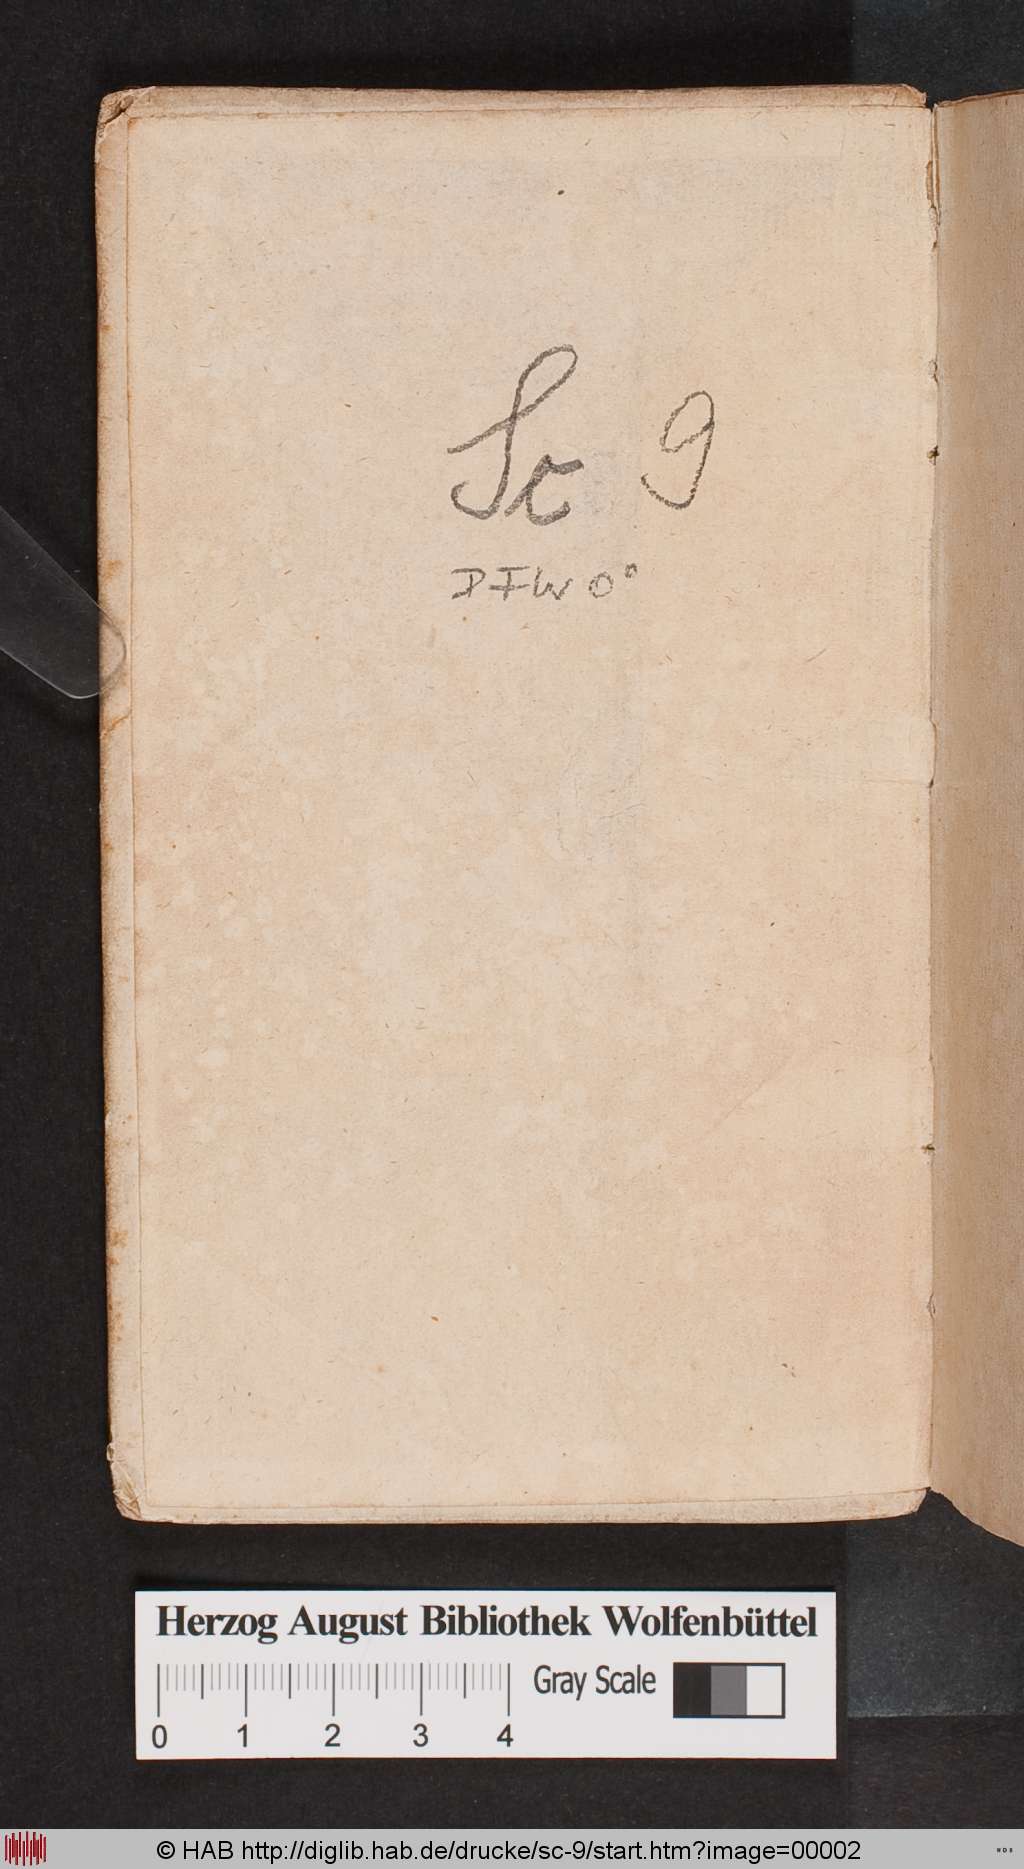 Sc 9
DFW 0°
Herzog August Bibliothek Wolfenbüttel
Gray Scale
0 1 2 3 4
© HAB http://diglib.hab.de/drucke/sc-9/start.htm?image=00002